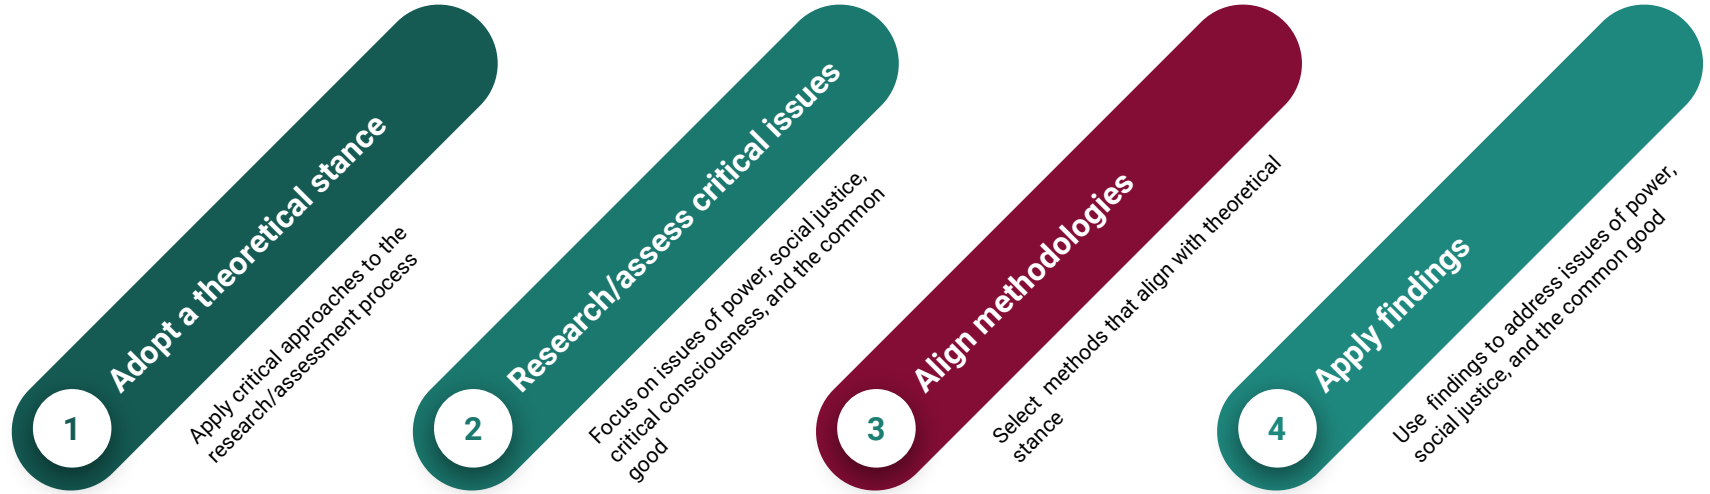 1
Adopt a theoretical stance
Apply critical approaches to the
research/assessment process
2
Research/assess critical issues
Focus on issues of power, social justice,
critical consciousness, and the common
good
3
Align methodologies
Select methods that align with theoretical
stance
4
Apply findings
Use findings to address issues of power,
social justice, and the common good